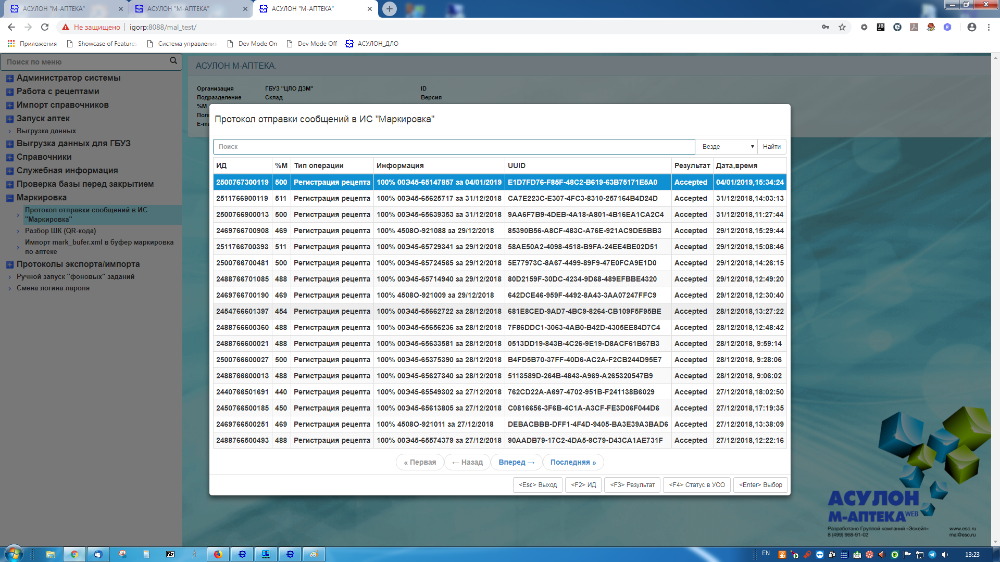 АСУЛОН "М-АПТЕКА"
АСУЛОН "М-АПТЕКА"
АСУЛОН "М-АПТЕКА"
Не защищено
igorp:8088/mal_test/
Приложения
Showcase of Features
Система управления
Dev Mode On
Dev Mode Off
АСУЛОН_ДЛО
Поиск по меню
Администратор системы
Работа с рецептами
Импорт справочников
Запуск аптек
Выгрузка данных
Выгрузка данных для ГБУЗ
Справочники
Служебная информация
Проверка базы перед закрытием
Маркировка
Протокол отправки сообщений в ИС
"Маркировка"
Разбор ШК (QR-кода)
Импорт mark_bufer.xml в буфер маркировка
по аптеке
Протоколы экспорта/импорта
Ручной запуск "фоновых" заданий
Смена логина-пароля
АСУЛОН М-АПТЕКА.
Организация ГБУЗ "ЦЛО ДЗМ" ID
Подразделение Склад Версия
%М
Протокол отправки сообщений в ИС "Маркировка"
Поиск Везде Найти
ИД %М Тип операции Информация UUID Результат Дата,время
2500767300119 500 Регистрация рецепта 100% 00Э45-65147857 за 04/01/2019 E1D7FD76-F85F-48C2-B619-63B75171E5A0 Accepted 04/01/2019,15:34:24
2511766900119 511 Регистрация рецепта 100% 00Э45-65625717 за 31/12/2018 CA7E223C-E307-4FC3-8310-257164B4D24D Accepted 31/12/2018,14:03:13
2500766900013 500 Регистрация рецепта 100% 00Э45-65639353 за 31/12/2018 9AA6F7B9-4DEB-4A18-A801-4B16EA1CA2C4 Accepted 31/12/2018,11:27:44
2469766700908 469 Регистрация рецепта 100% 4508О-921088 за 29/12/2018 85390B56-A8CF-483C-A76E-921AC9DE5BB3 Accepted 29/12/2018,15:29:44
2511766700393 511 Регистрация рецепта 100% 00Э45-65729341 за 29/12/2018 58AE50A2-4098-4518-B9FA-24EE4BE02D51 Accepted 29/12/2018,15:08:46
2500766700481 500 Регистрация рецепта 100% 00Э45-65724565 за 29/12/2018 5E77973C-8A67-4499-89F9-47E0FCA9E1D0 Accepted 29/12/2018,14:26:15
2488766701085 488 Регистрация рецепта 100% 00Э45-65714940 за 29/12/2018 80D2159F-30DC-4234-9D68-489EFBBE4320 Accepted 29/12/2018,12:49:20
2469766700190 469 Регистрация рецепта 100% 4508О-921009 за 29/12/2018 642DCE46-959F-4492-8A43-3AA07247FFC9 Accepted 29/12/2018,12:30:40
2454766601397 454 Регистрация рецепта 100% 00Э45-65662722 за 28/12/2018 681E8CED-9AD7-4BC9-8264-CB109F5F95BE Accepted 28/12/2018,13:27:22
2488766600360 488 Регистрация рецепта 100% 00Э45-65656236 за 28/12/2018 7F86DDC1-3063-4AB0-B42D-4305EE84D7C4 Accepted 28/12/2018,12:48:42
2488766600021 488 Регистрация рецепта 100% 00Э45-65633581 за 28/12/2018 0513DD19-843B-4C26-9E19-D8ACF61B67B3 Accepted 28/12/2018, 9:59:14
2500766600027 500 Регистрация рецепта 100% 00Э45-65375390 за 28/12/2018 B4FD5B70-37FF-40D6-AC2A-F2CB244D95E7 Accepted 28/12/2018, 9:28:06
2488766600013 488 Регистрация рецепта 100% 00Э45-65627340 за 28/12/2018 5113589D-264B-4843-A969-A265320547B9 Accepted 28/12/2018, 9:06:02
2440766501691 440 Регистрация рецепта 100% 00Э45-65549302 за 27/12/2018 762CD22A-A697-4702-951B-F241138B6029 Accepted 27/12/2018,18:02:50
2450766500185 450 Регистрация рецепта 100% 00Э45-65613805 за 27/12/2018 C0816656-3F6B-4C1A-A3CF-FE3D06F044D6 Accepted 27/12/2018,17:19:35
2469766500251 469 Регистрация рецепта 100% 4508О-921011 за 27/12/2018 DEBACBBB-DFF1-4F4D-9405-BA3E39A3BAD6 Accepted 27/12/2018,13:38:09
2488766500493 488 Регистрация рецепта 100% 00Э45-65574379 за 27/12/2018 90AADB79-17C2-4DA5-9C79-D43CA1AE731F Accepted 27/12/2018,12:22:16
« Первая ← Назад Вперед → Последняя »
<Esc> Выход <F2> ИД <F3> Результат <F4> Статус в УСО <Enter> Выбор
АСУЛОН
М-АПТЕКА WEB
Разработано Группой компаний «Эскейп» www.esc.ru
8 (499) 968-91-02 mal@esc.ru
EN 13:23